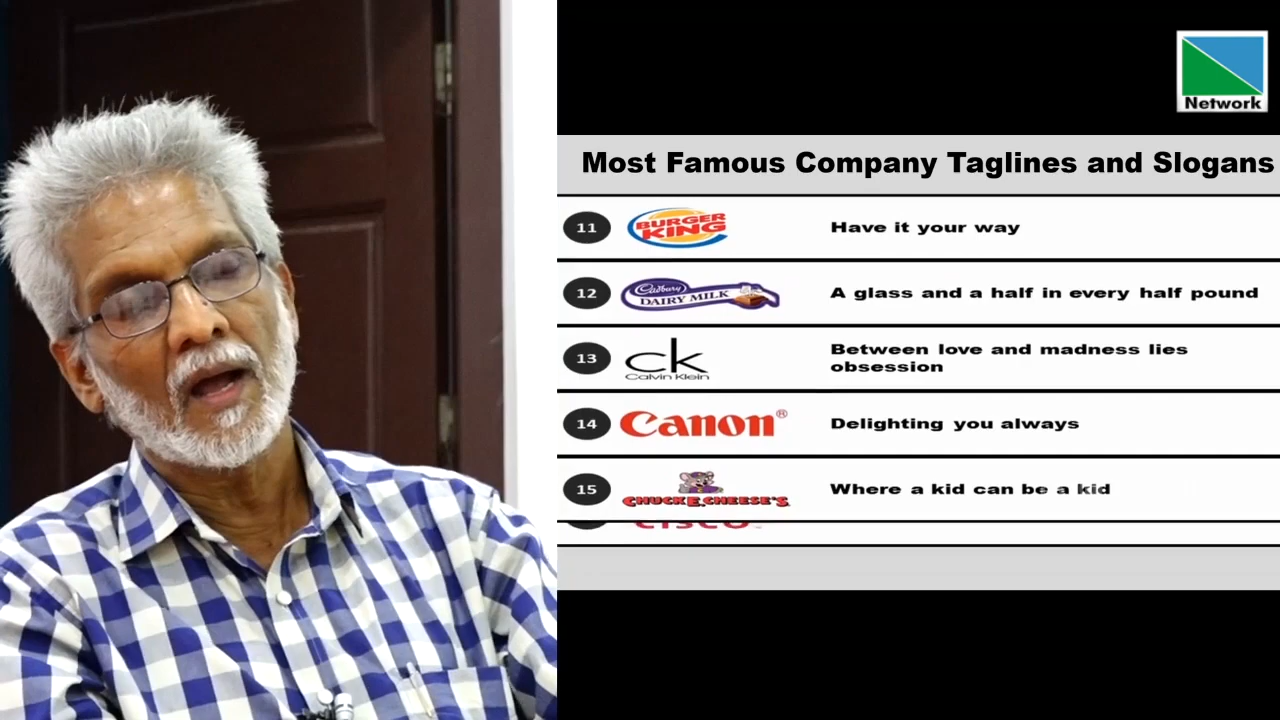 Network
Most Famous Company Taglines and Slogans
11
BURGER
KING
Have it your way
12
Cadbury
DAIRY MILK
A glass and a half in every half pound
13
ck
Calvin Klein
Between love and madness lies
obsession
14
Canon®
Delighting you always
15
CHUCK E. CHEESE'S
Where a kid can be a kid